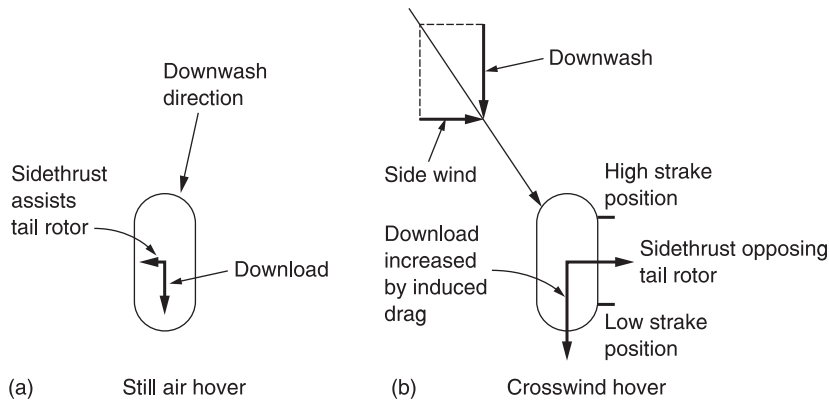 Downwash
direction
Sidethrust
assists
tail rotor
Download
(a)
Still air hover
Downwash
Side wind
High strake
position
Download
increased
by induced
drag
Sidethrust opposing
tail rotor
Low strake
position
(b)
Crosswind hover